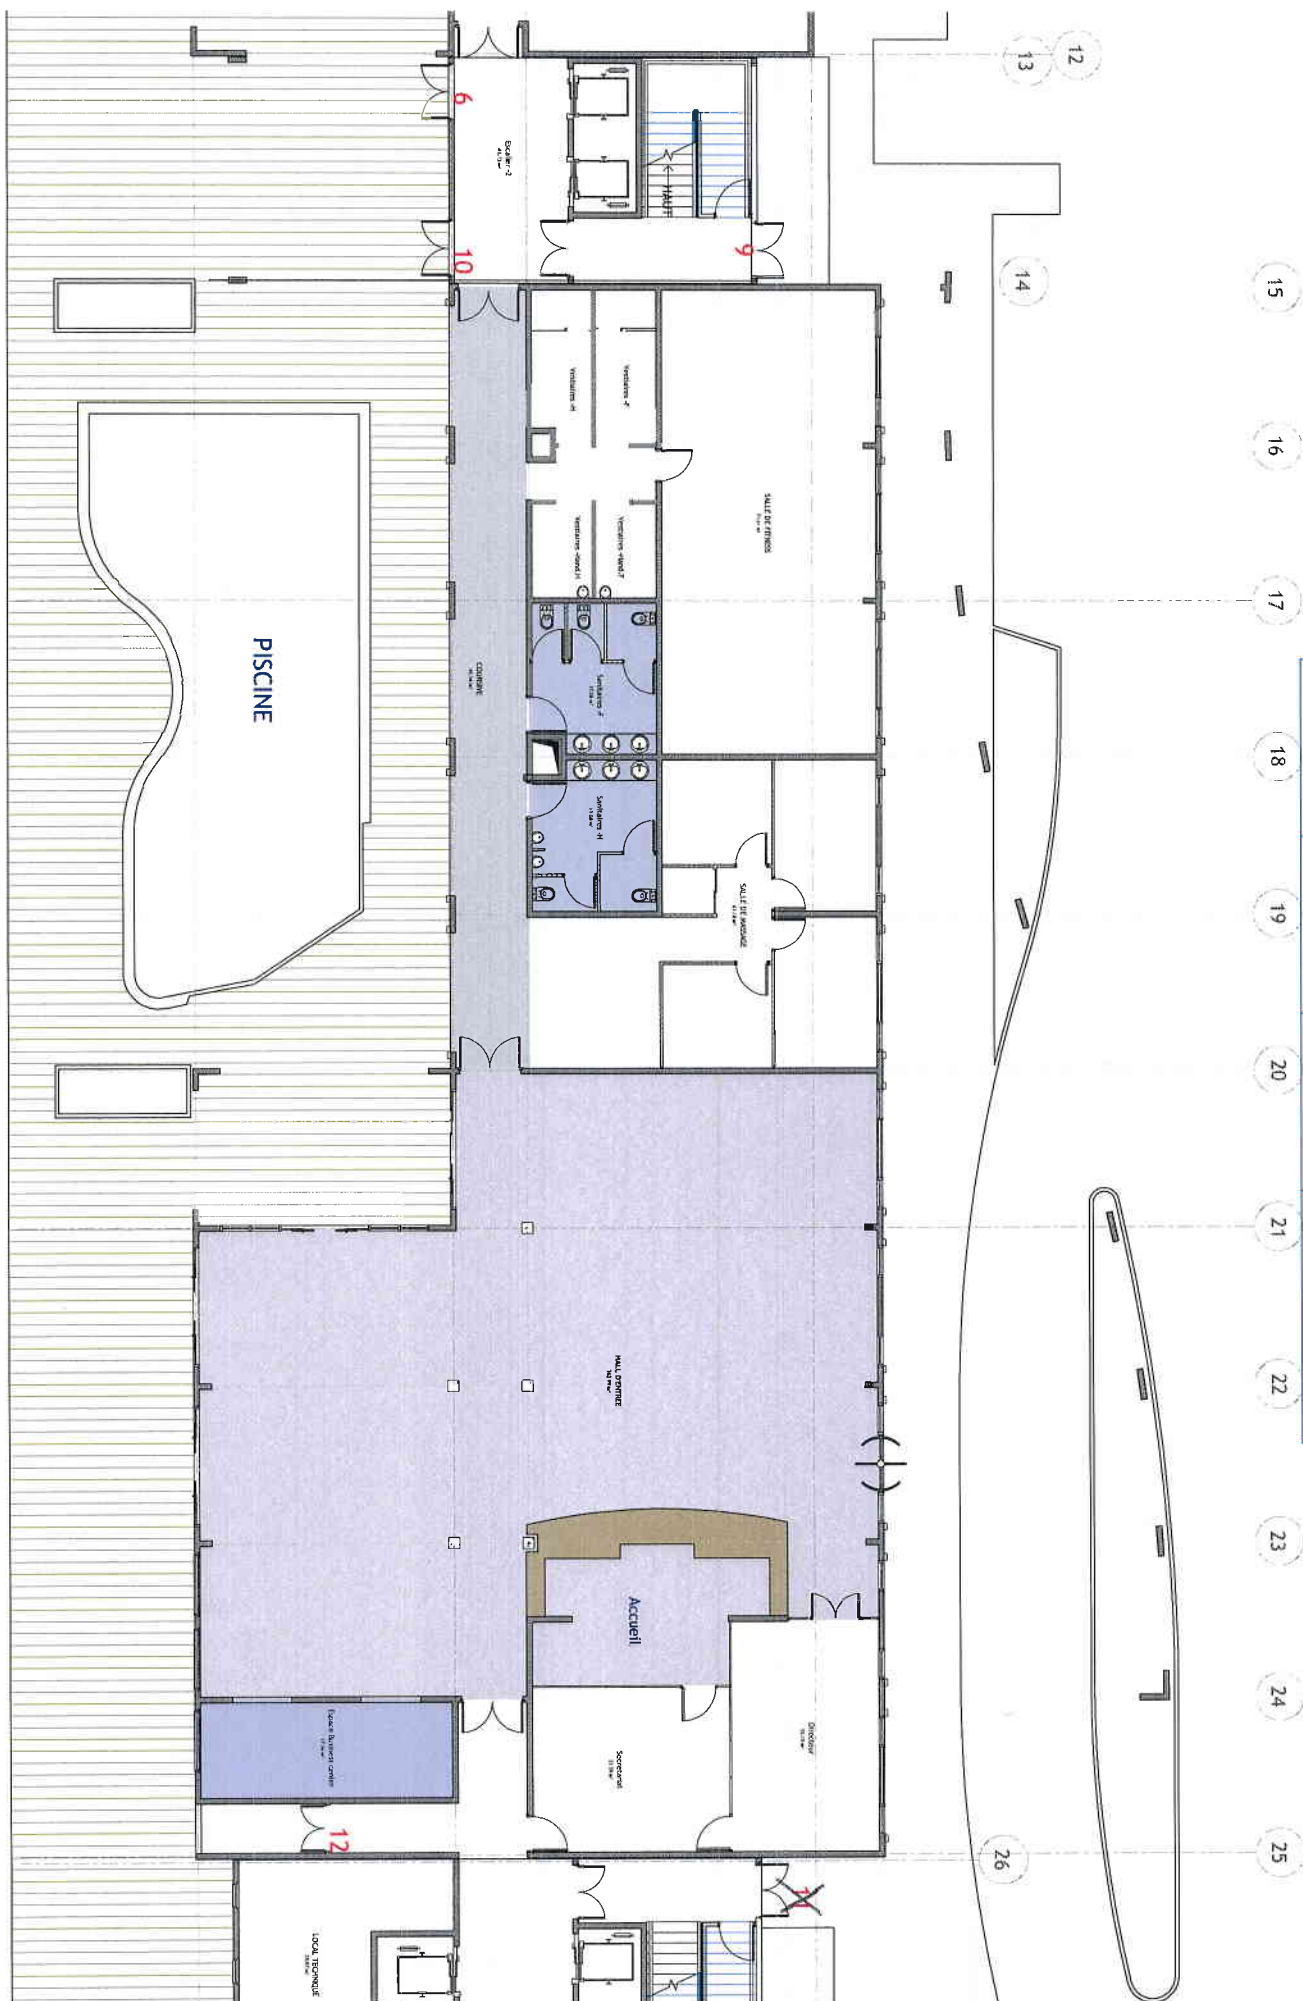 12
13
14
15
16
17
18
19
20
21
22
23
24
25
26
6
10
9
Escalier -2
HAUT
Vestiaires -H
Vestiaires -F
Vestiaires -Hand.H
Vestiaires -Hand.F
SALLE DE FITNESS
PISCINE
COURSIVE
Sanitaires -F
Sanitaires -H
SALLE DE MASSAGE
HALL D'ENTREE
Accueil
Directeur
Secretariat
Espace Business center
12
11
LOCAL TECHNIQUE